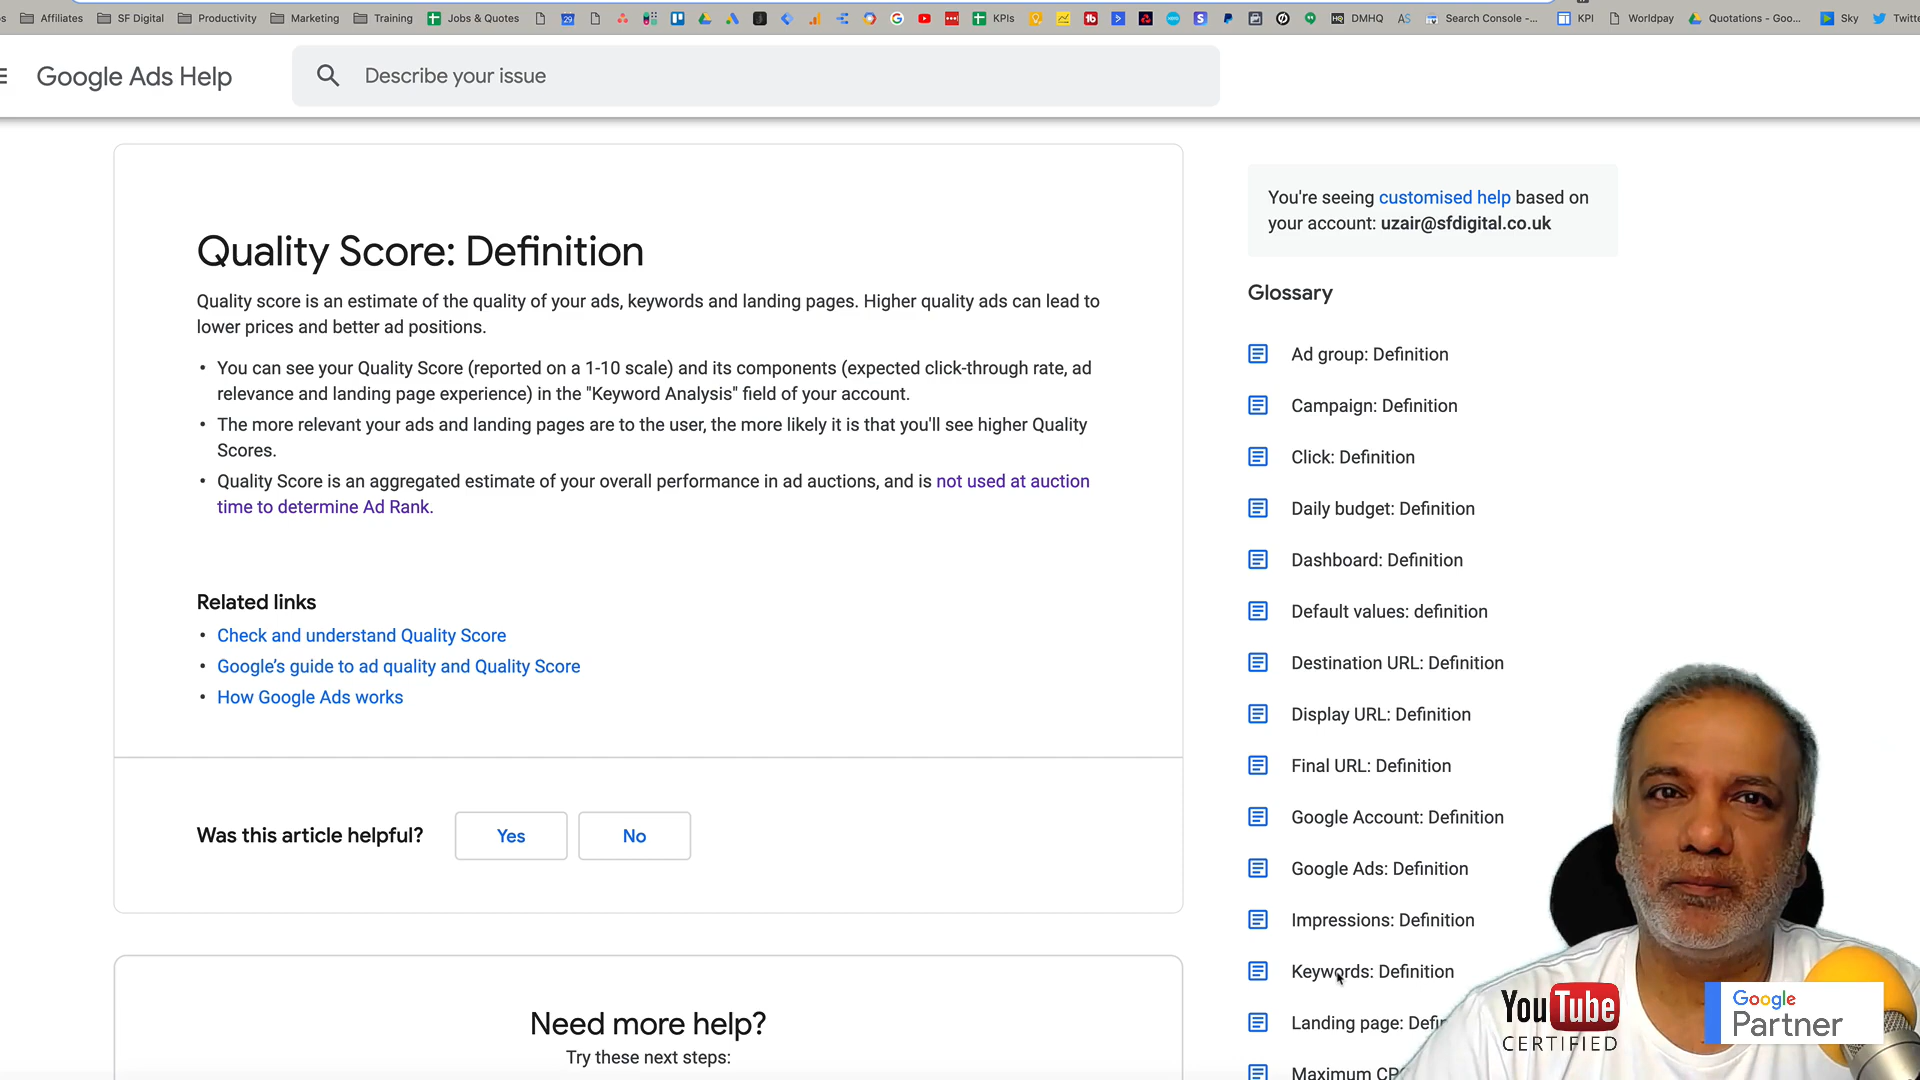 Affiliates SF Digital Productivity Marketing Training Jobs & Quotes KPIs DMHQ Search Console -... KPI Worldpay Quotations - Goo... Sky
Google Ads Help
Describe your issue
Quality Score: Definition
Quality score is an estimate of the quality of your ads, keywords and landing pages. Higher quality ads can lead to
lower prices and better ad positions.
• You can see your Quality Score (reported on a 1-10 scale) and its components (expected click-through rate, ad
relevance and landing page experience) in the "Keyword Analysis" field of your account.
• The more relevant your ads and landing pages are to the user, the more likely it is that you'll see higher Quality
Scores.
• Quality Score is an aggregated estimate of your overall performance in ad auctions, and is not used at auction
time to determine Ad Rank.
Related links
• Check and understand Quality Score
• Google’s guide to ad quality and Quality Score
• How Google Ads works
Was this article helpful?
Yes
No
Need more help?
Try these next steps:
You're seeing customised help based on
your account: uzair@sfdigital.co.uk
Glossary
Ad group: Definition
Campaign: Definition
Click: Definition
Daily budget: Definition
Dashboard: Definition
Default values: definition
Destination URL: Definition
Display URL: Definition
Final URL: Definition
Google Account: Definition
Google Ads: Definition
Impressions: Definition
Keywords: Definition
Landing page: Defi
Maximum CP
YouTube
CERTIFIED
Google
Partner